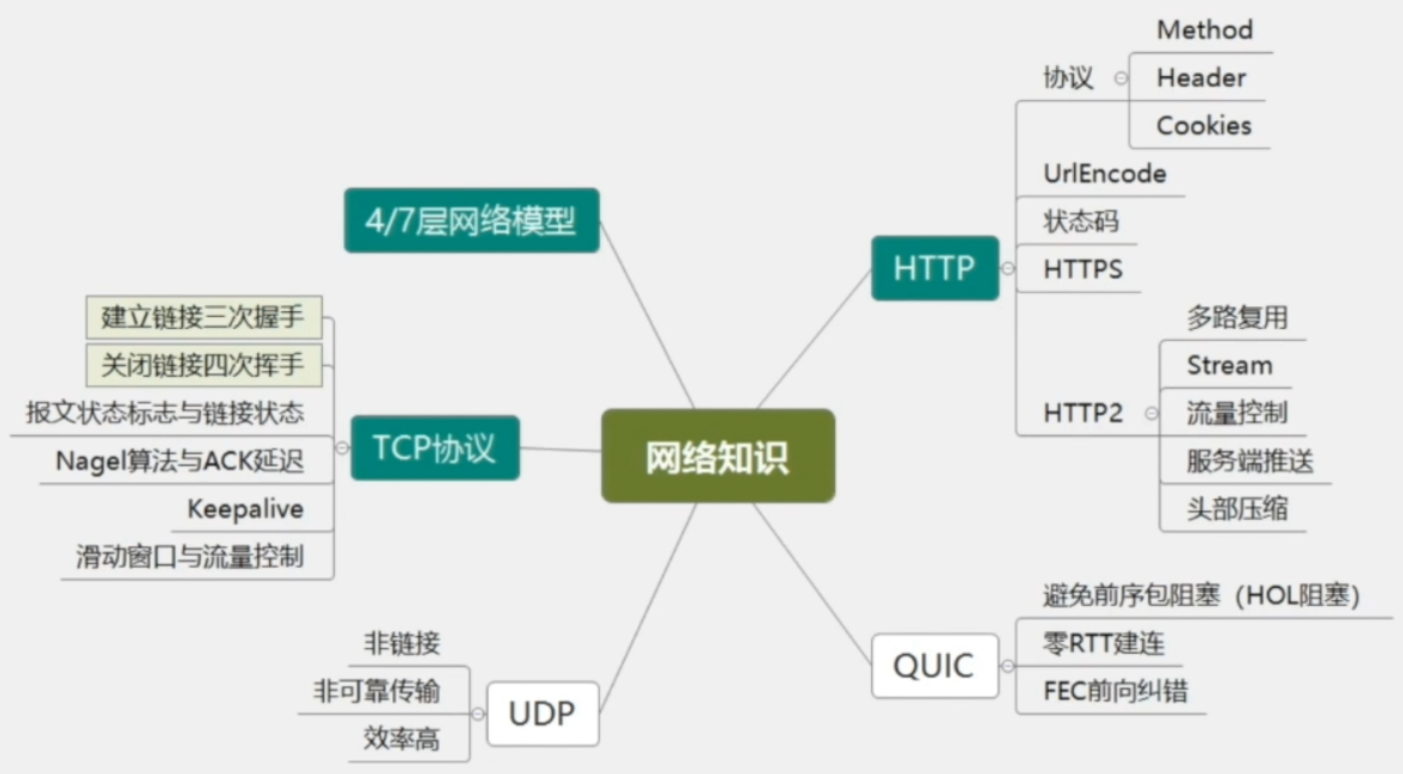 网络知识
4/7层网络模型
TCP协议
建立链接三次握手
关闭链接四次挥手
报文状态标志与链接状态
Nagel算法与ACK延迟
Keepalive
滑动窗口与流量控制
UDP
非链接
非可靠传输
效率高
HTTP
协议
Method
Header
Cookies
UrlEncode
状态码
HTTPS
HTTP2
多路复用
Stream
流量控制
服务端推送
头部压缩
QUIC
避免前序包阻塞（HOL阻塞）
零RTT建连
FEC前向纠错